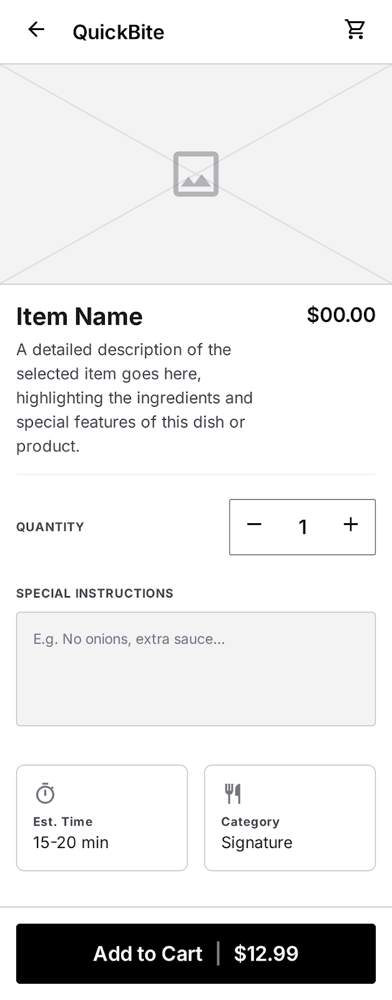 QuickBite
Item Name
$00.00
A detailed description of the
selected item goes here,
highlighting the ingredients and
special features of this dish or
product.
QUANTITY
1
SPECIAL INSTRUCTIONS
E.g. No onions, extra sauce...
Est. Time
15-20 min
Category
Signature
Add to Cart | $12.99